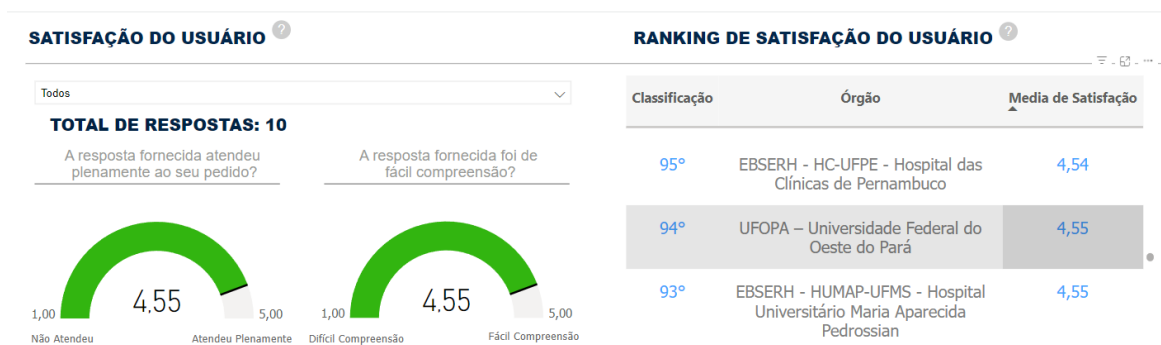 SATISFAÇÃO DO USUÁRIO ?
Todos
TOTAL DE RESPOSTAS: 10
A resposta fornecida atendeu
plenamente ao seu pedido?
4,55
1,00
5,00
Não Atendeu
Atendeu Plenamente
A resposta fornecida foi de
fácil compreensão?
4,55
1,00
5,00
Difícil Compreensão
Fácil Compreensão
RANKING DE SATISFAÇÃO DO USUÁRIO ?
Classificação Órgão Media de Satisfação
95° EBSERH - HC-UFPE - Hospital das 4,54
Clínicas de Pernambuco
94° UFOPA – Universidade Federal do 4,55
Oeste do Pará
93° EBSERH - HUMAP-UFMS - Hospital 4,55
Universitário Maria Aparecida
Pedrossian